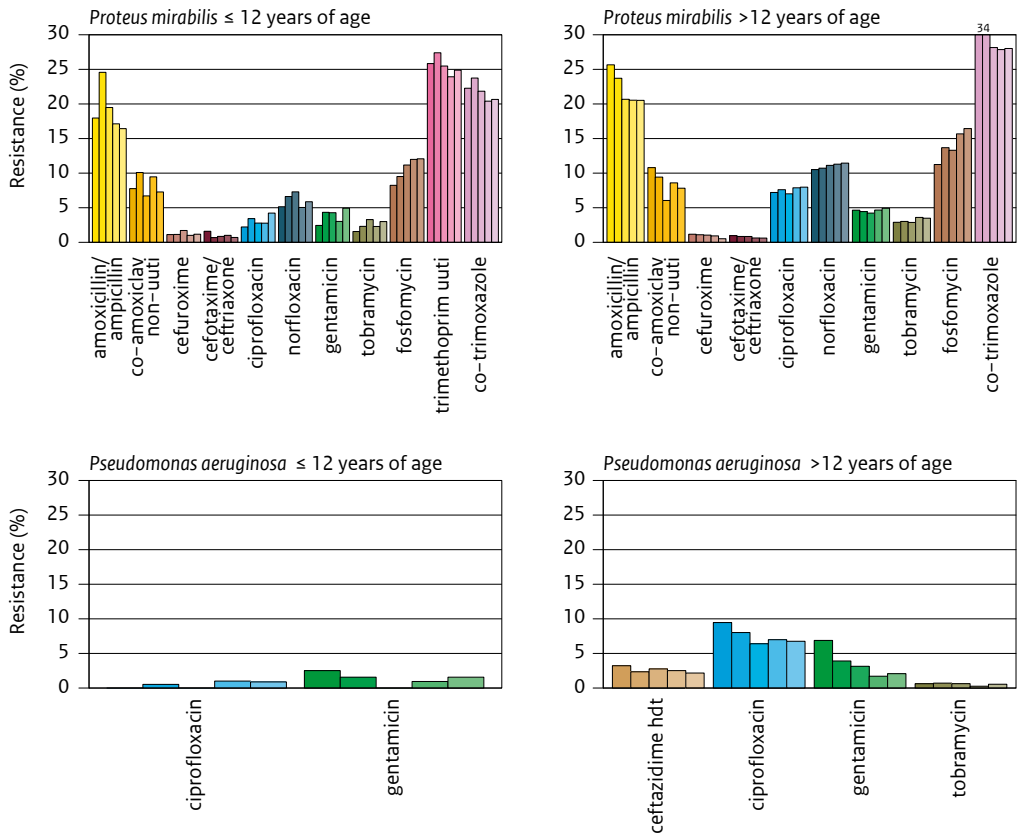 Proteus mirabilis ≤ 12 years of age
Resistance (%)
30
25
20
15
10
5
0
amoxicillin/
ampicillin
co-amoxiclav
non-uuti
cefuroxime
cefotaxime/
ceftriaxone
ciprofloxacin
norfloxacin
gentamicin
tobramycin
fosfomycin
trimethoprim uuti
co-trimoxazole
Proteus mirabilis >12 years of age
34
30
25
20
15
10
5
0
amoxicillin/
ampicillin
co-amoxiclav
non-uuti
cefuroxime
cefotaxime/
ceftriaxone
ciprofloxacin
norfloxacin
gentamicin
tobramycin
fosfomycin
co-trimoxazole
Pseudomonas aeruginosa ≤ 12 years of age
Resistance (%)
30
25
20
15
10
5
0
ciprofloxacin
gentamicin
Pseudomonas aeruginosa >12 years of age
30
25
20
15
10
5
0
ceftazidime hdt
ciprofloxacin
gentamicin
tobramycin